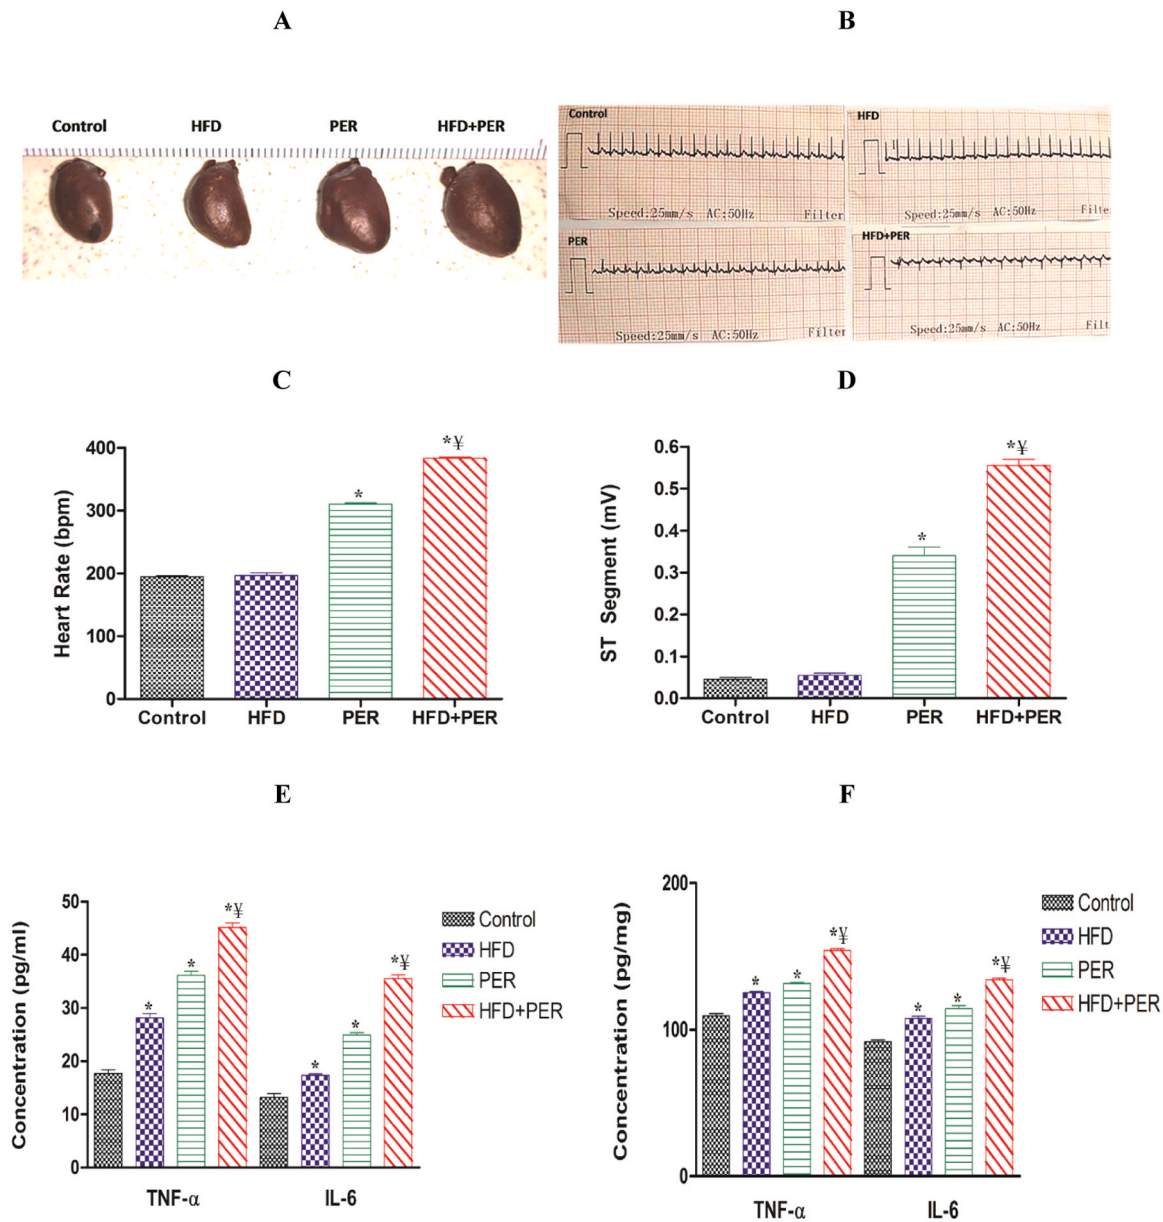 A
B
Control HFD PER HFD+PER
Control
Speed:25mm/s AC:50Hz Filter
HFD
Speed:25mm/s AC:50Hz Filter
PER
Speed:25mm/s AC:50Hz Filter
HFD+PER
Speed:25mm/s AC:50Hz Filt
C
Heart Rate (bpm)
400
300
200
100
0
*
*¥
Control HFD PER HFD+PER
D
ST Segment (mV)
0.6
0.5
0.4
0.3
0.2
0.1
0.0
*
*¥
Control HFD PER HFD+PER
E
Concentration (pg/ml)
50
40
30
20
10
0
* * *¥
* * *¥
TNF-α IL-6
Control
HFD
PER
HFD+PER
F
Concentration (pg/mg)
200
100
0
* * *¥
* * *¥
TNF-α IL-6
Control
HFD
PER
HFD+PER